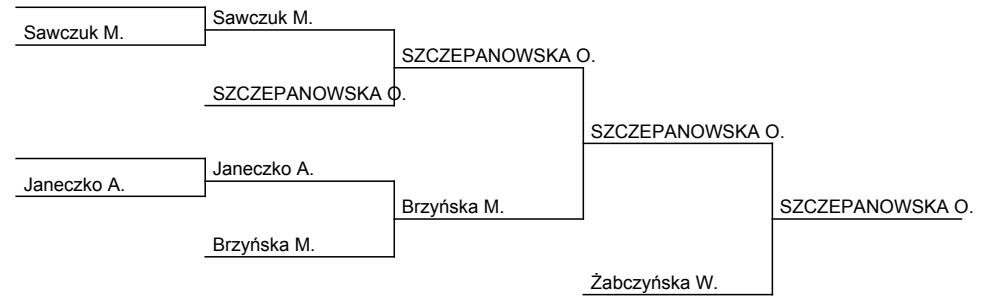 Sawczuk M.
Sawczuk M.
SZCZEPANOWSKA O.
SZCZEPANOWSKA O.
SZCZEPANOWSKA O.
Janeczko A.
Janeczko A.
Brzyńska M.
SZCZEPANOWSKA O.
Brzyńska M.
Żabczyńska W.